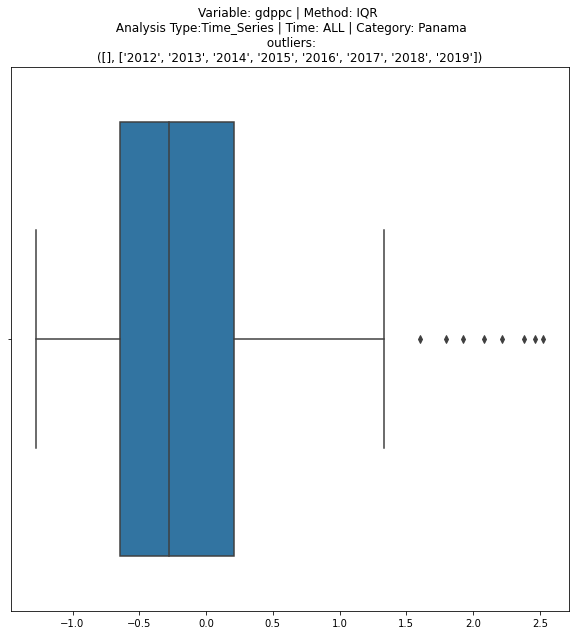 Variable: gdppc | Method: IQR
Analysis Type:Time_Series | Time: ALL | Category: Panama
outliers:
([], ['2012', '2013', '2014', '2015', '2016', '2017', '2018', '2019'])
−1.0 −0.5 0.0 0.5 1.0 1.5 2.0 2.5